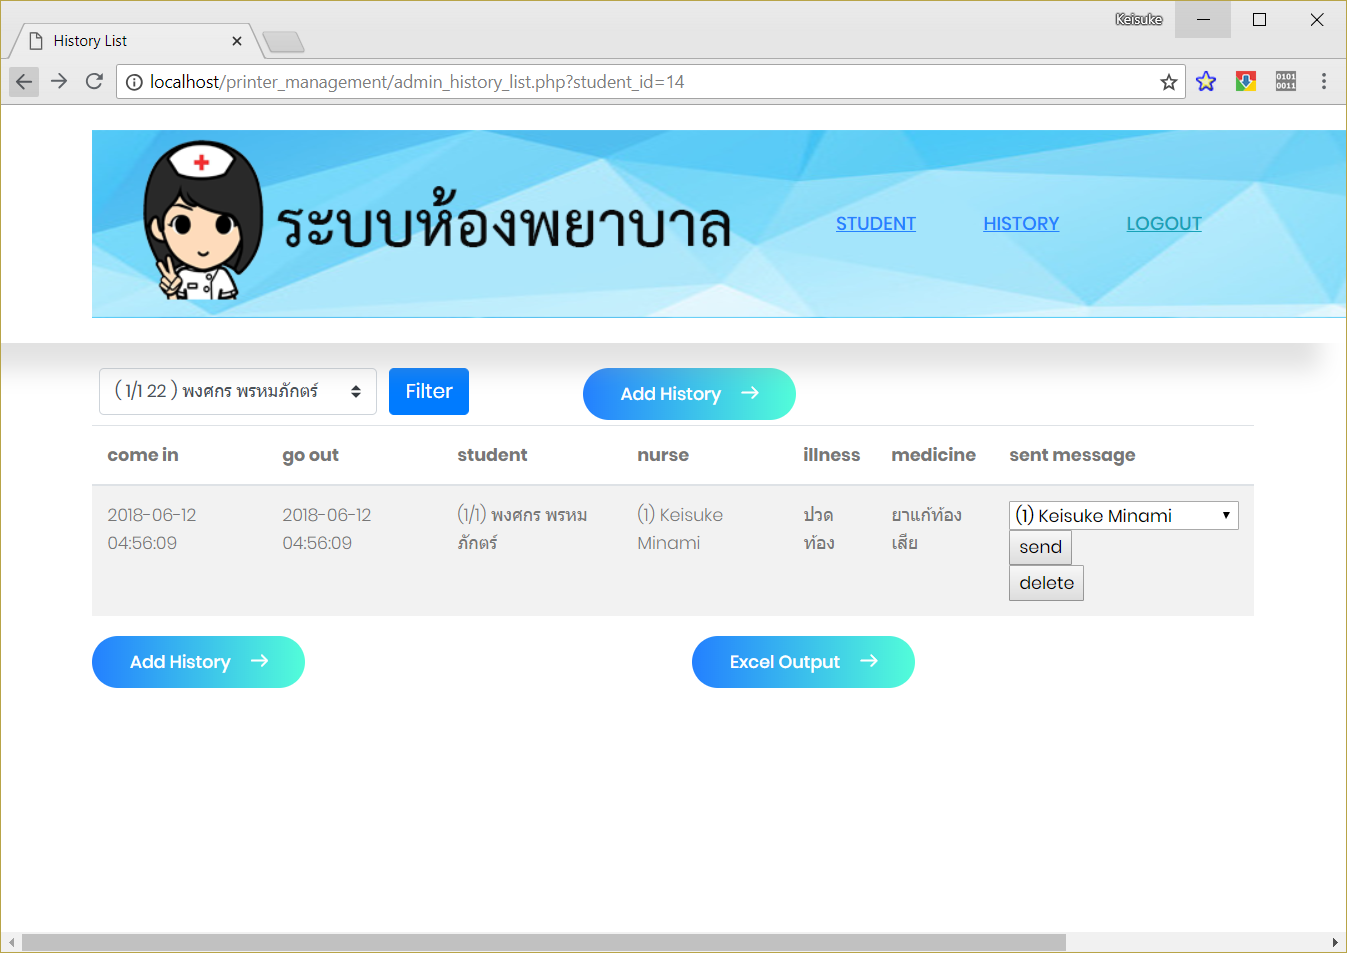 Keisuke
History List
localhost/printer_management/admin_history_list.php?student_id=14
ระบบห้องพยาบาล
STUDENT HISTORY LOGOUT
( 1/1 22 ) พงศกร พรหมภักตร์ Filter Add History
come in go out student nurse illness medicine sent message
2018-06-12 2018-06-12 (1/1) พงศกร พรหม (1) Keisuke ปวด ยาแก้ท้อง (1) Keisuke Minami
04:56:09 04:56:09 ภักตร์ Minami ท้อง เสีย send
delete
Add History Excel Output